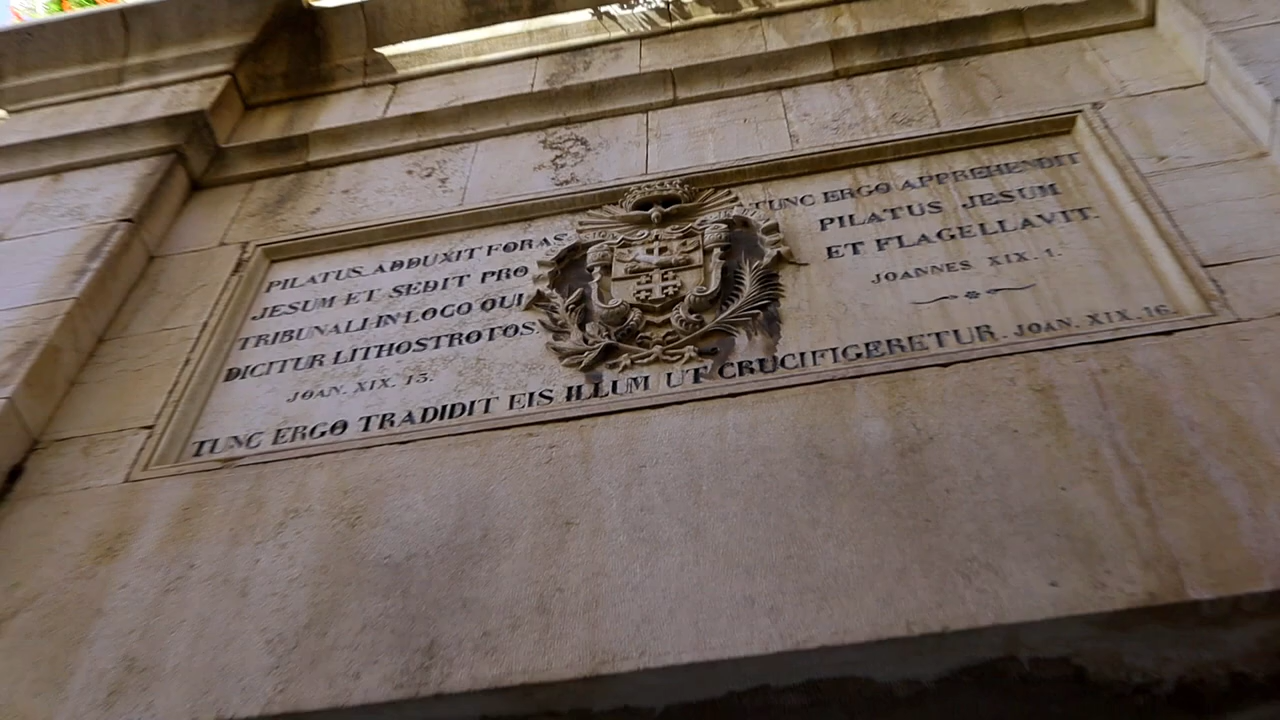 PILATUS ADDUXIT FORAS
JESUM ET SEDIT PRO
TRIBUNALI IN LOCO QUI
DICITUR LITHOSTROTOS.
JOAN. XIX. 13.
TUNC ERGO APPREHENDIT
PILATUS JESUM
ET FLAGELLAVIT.
JOANNES XIX. 1.
TUNC ERGO TRADIDIT EIS ILLUM UT CRUCIFIGERETUR. JOAN. XIX. 16.